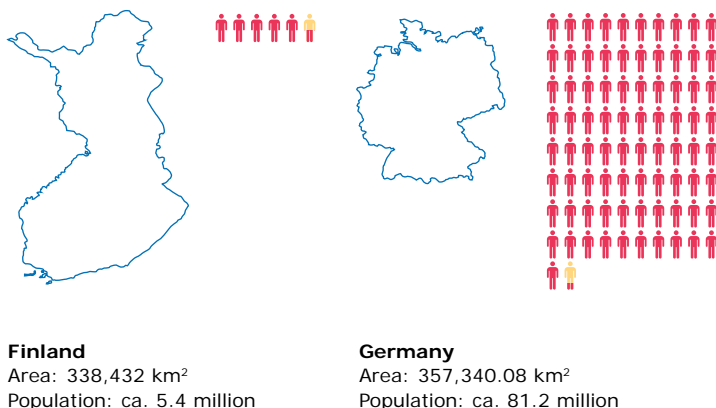 Finland
Area: 338,432 km²
Population: ca. 5.4 million
Germany
Area: 357,340.08 km²
Population: ca. 81.2 million